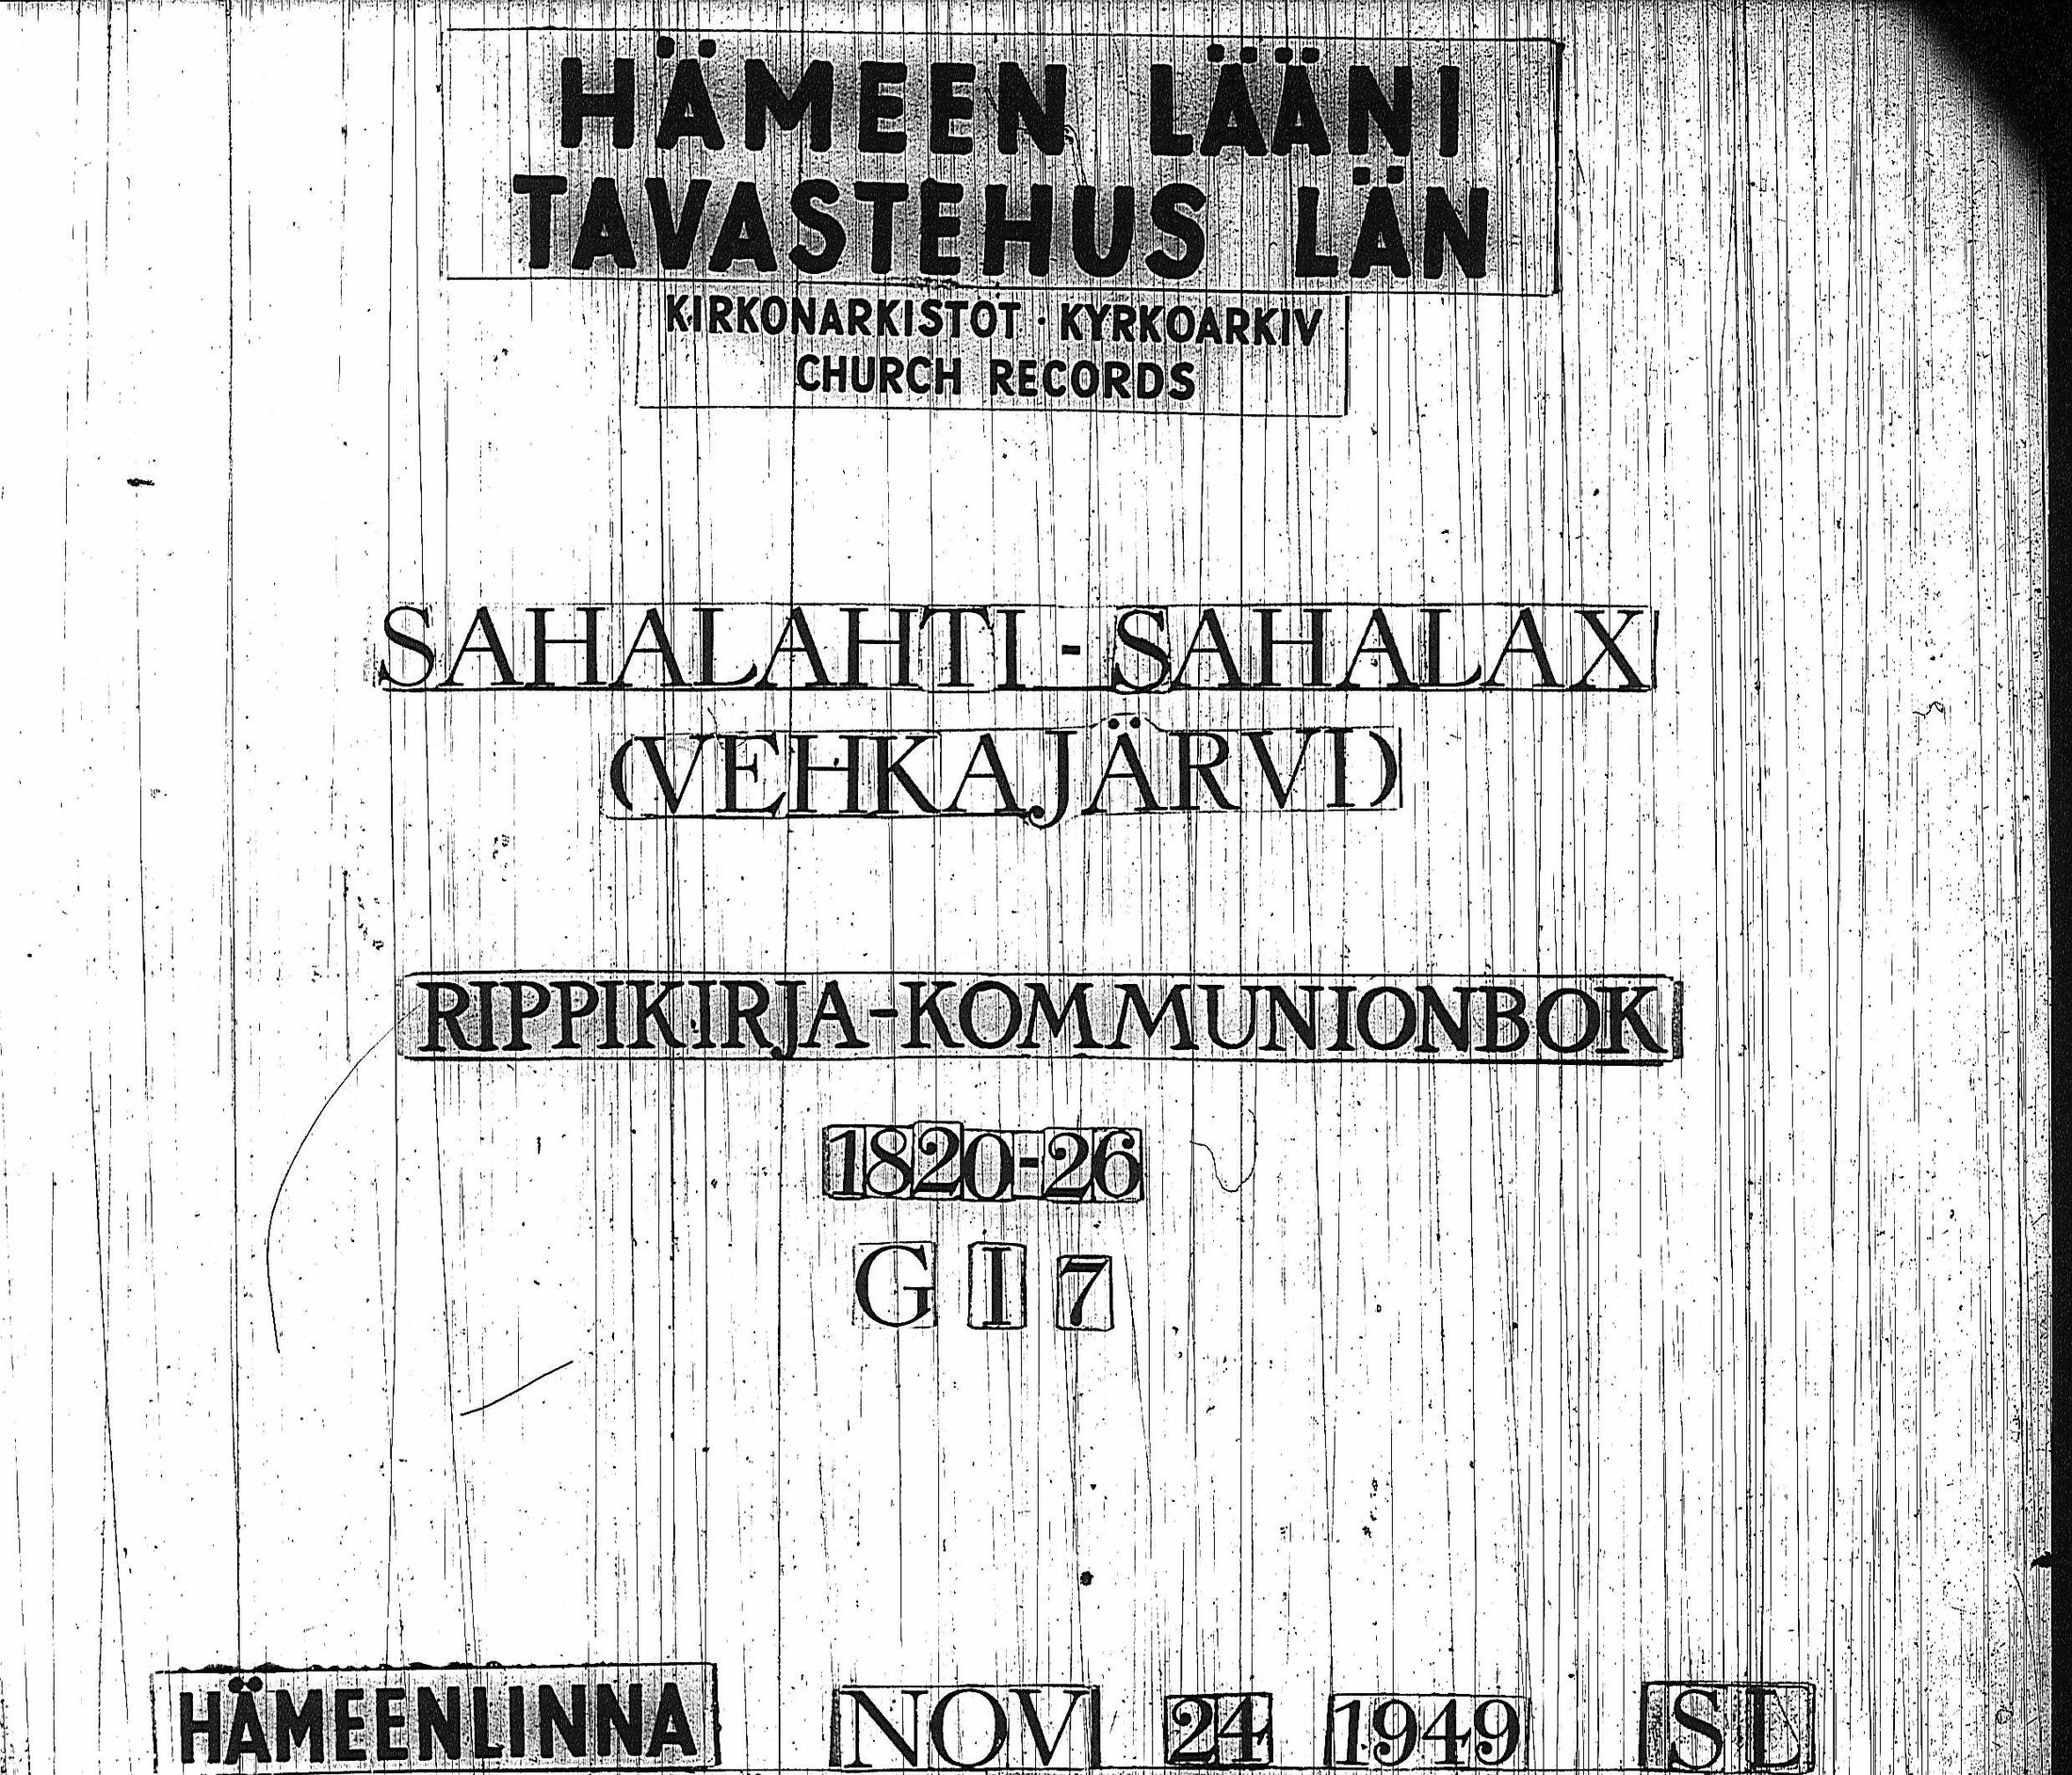 HÄMEEN LÄÄNI
TAVASTEHUS LÄN
KIRKONARKISTOT · KYRKOARKIV
CHURCH RECORDS
SAHALAHTI - SAHALAX
(VEHKAJÄRVI)
RIPPIKIRJA-KOMMUNIONBOK
1820-26
G I 7
HÄMEENLINNA NOV 24 1949 SL